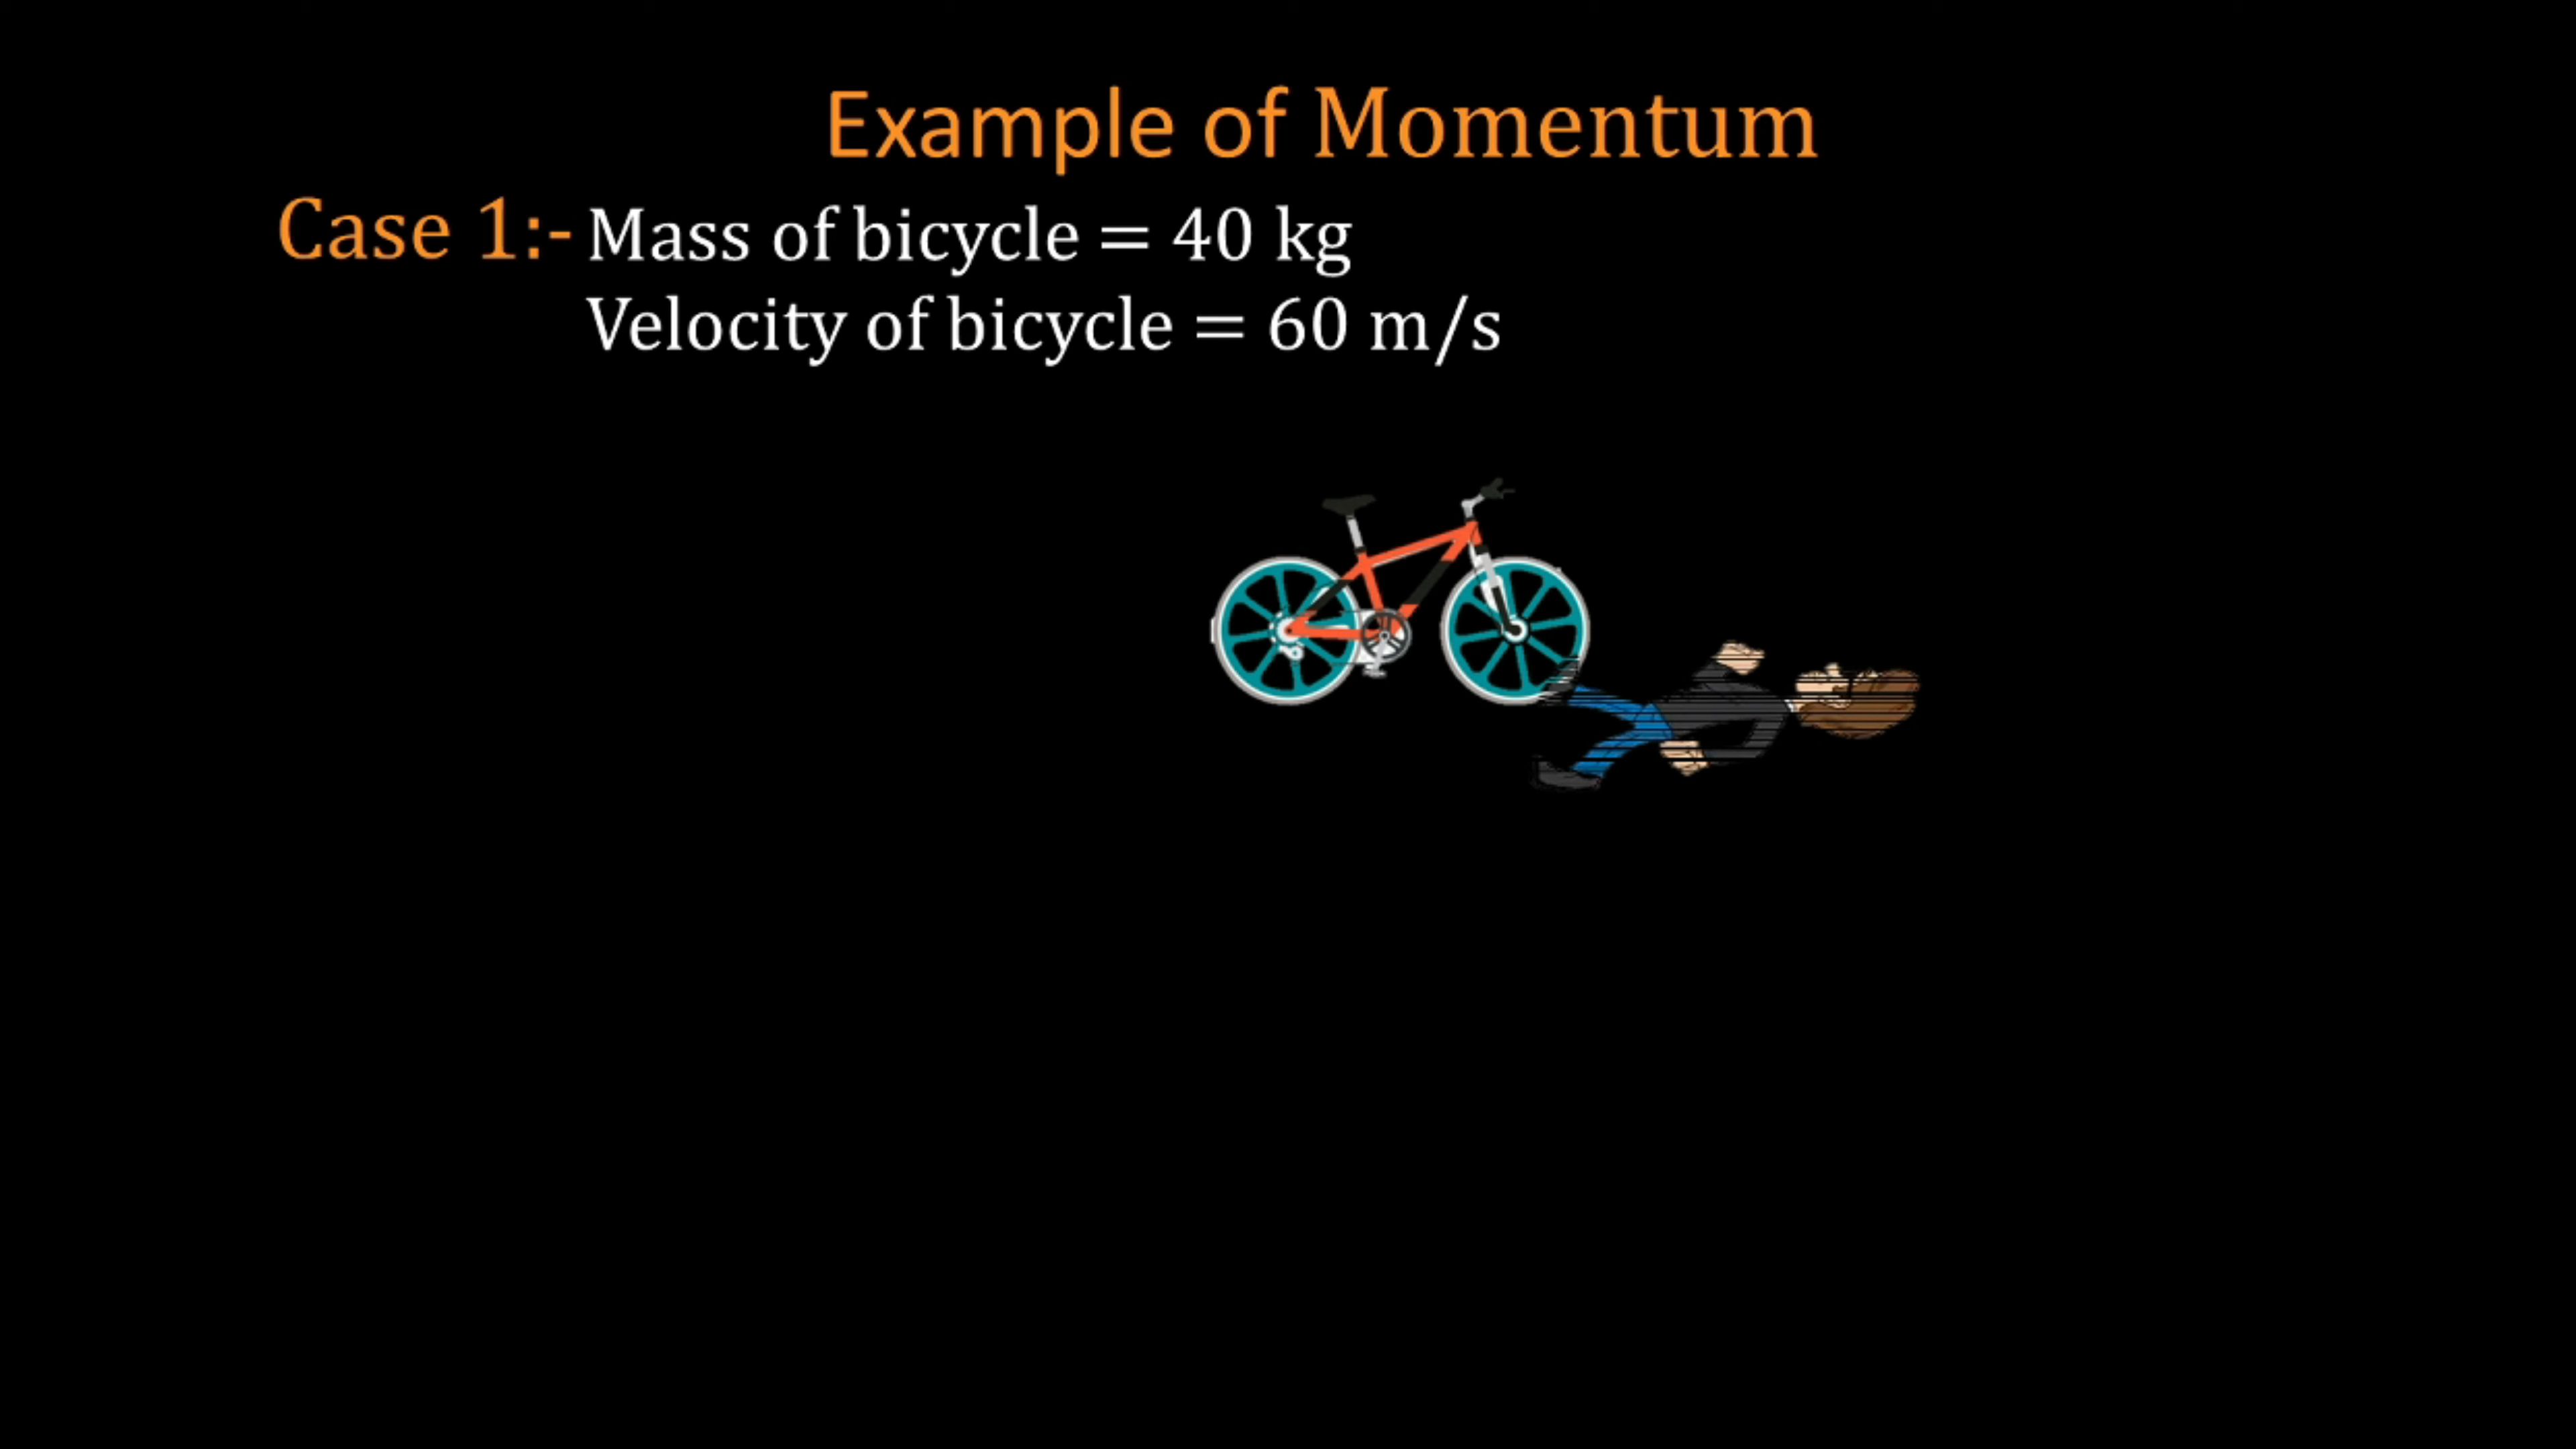 Example of Momentum
Case 1:- Mass of bicycle = 40 kg
Velocity of bicycle = 60 m/s